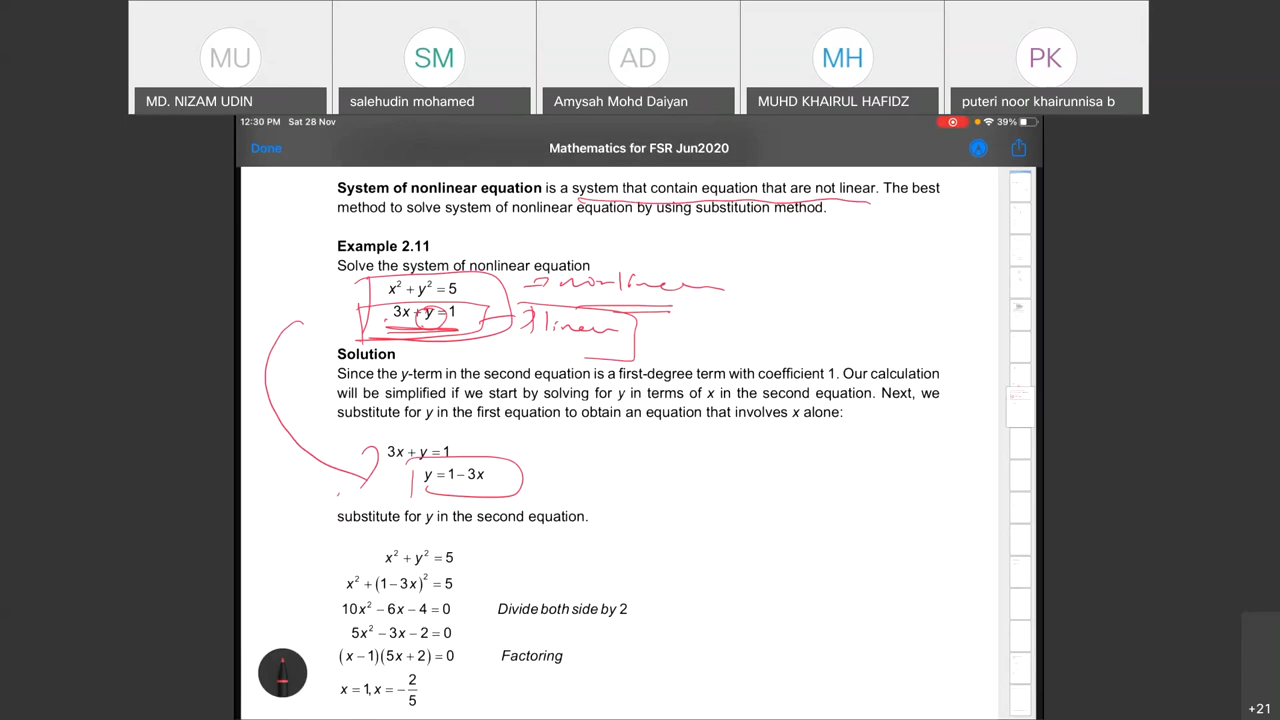 MU SM AD MH PK
MD. NIZAM UDIN salehudin mohamed Amysah Mohd Daiyan MUHD KHAIRUL HAFIDZ puteri noor khairunnisa b
12:30 PM Sat 28 Nov 39%
Done Mathematics for FSR Jun2020
System of nonlinear equation is a system that contain equation that are not linear. The best
method to solve system of nonlinear equation by using substitution method.
Example 2.11
Solve the system of nonlinear equation
x² + y² = 5 ⇒ nonlinear
3x + y = 1 linear
Solution
Since the y-term in the second equation is a first-degree term with coefficient 1. Our calculation
will be simplified if we start by solving for y in terms of x in the second equation. Next, we
substitute for y in the first equation to obtain an equation that involves x alone:
3x + y = 1
y = 1 − 3x
substitute for y in the second equation.
x² + y² = 5
x² + (1 − 3x)² = 5
10x² − 6x − 4 = 0 Divide both side by 2
5x² − 3x − 2 = 0
(x − 1)(5x + 2) = 0 Factoring
x = 1, x = −2/5
+21